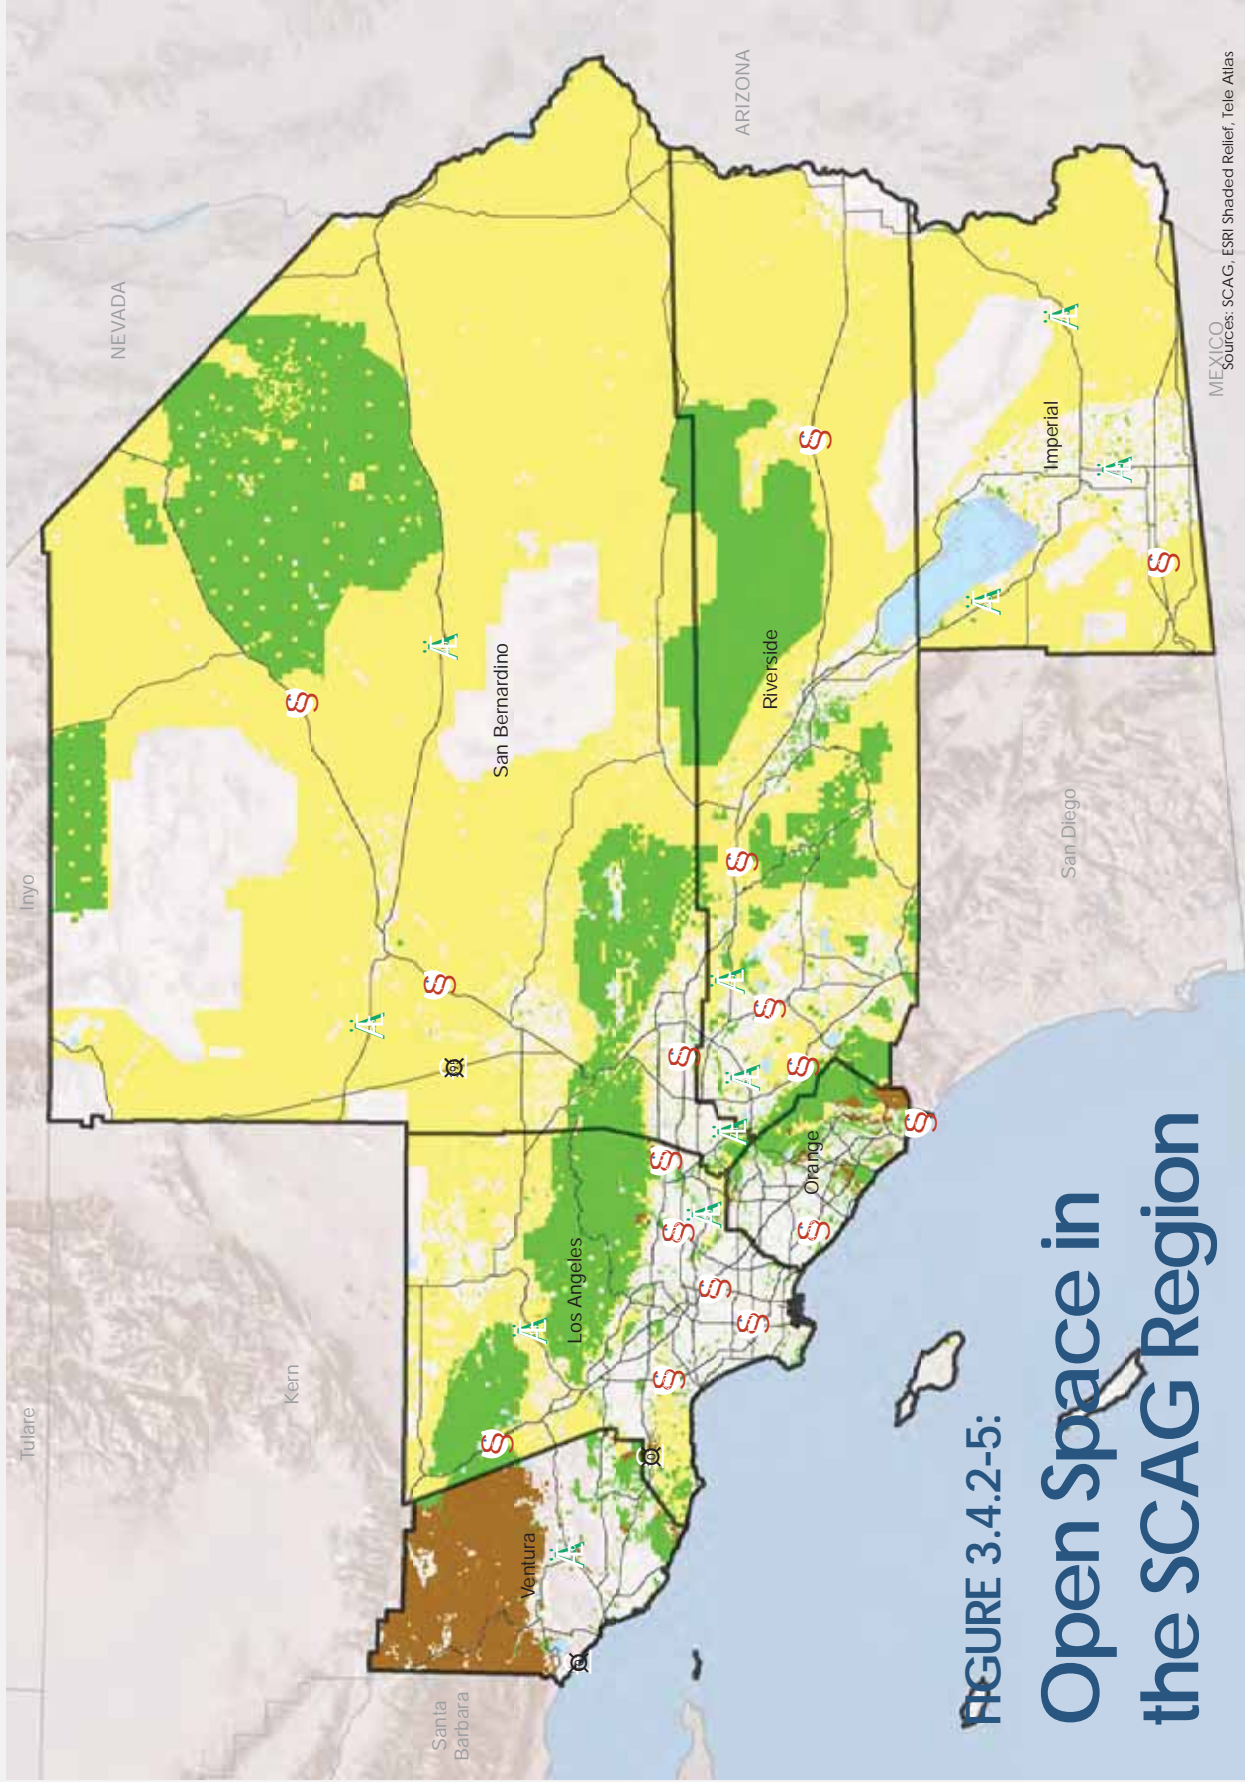 FIGURE 3.4.2-5:
Open Space in
the SCAG Region
Tulare
Inyo
NEVADA
Kern
Santa
Barbara
Ventura
Los Angeles
San Bernardino
Orange
Riverside
Imperial
San Diego
ARIZONA
MEXICO
Sources: SCAG, ESRI Shaded Relief, Tele Atlas